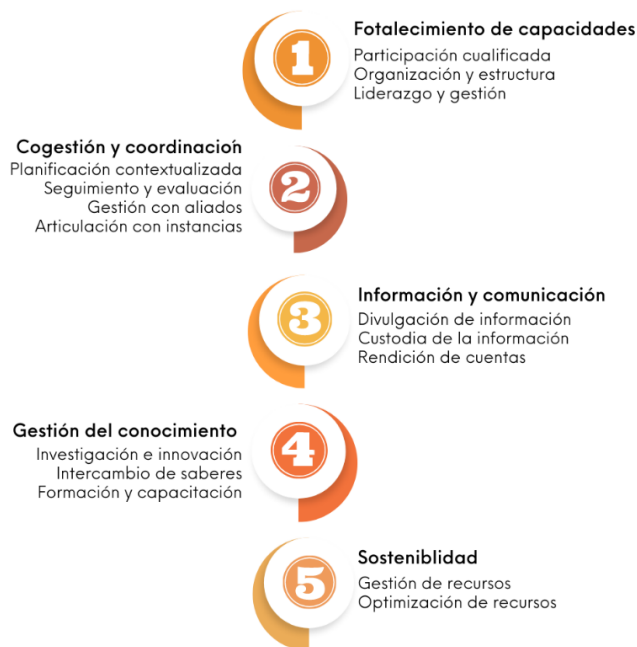 1
Fotalecimiento de capacidades
Participación cualificada
Organización y estructura
Liderazgo y gestión
Cogestión y coordinación
Planificación contextualizada
Seguimiento y evaluación
Gestión con aliados
Articulación con instancias
2
3
Información y comunicación
Divulgación de información
Custodia de la información
Rendición de cuentas
Gestión del conocimiento
Investigación e innovación
Intercambio de saberes
Formación y capacitación
4
5
Носteniblidad
Gestión de recursos
Optimización de recursos